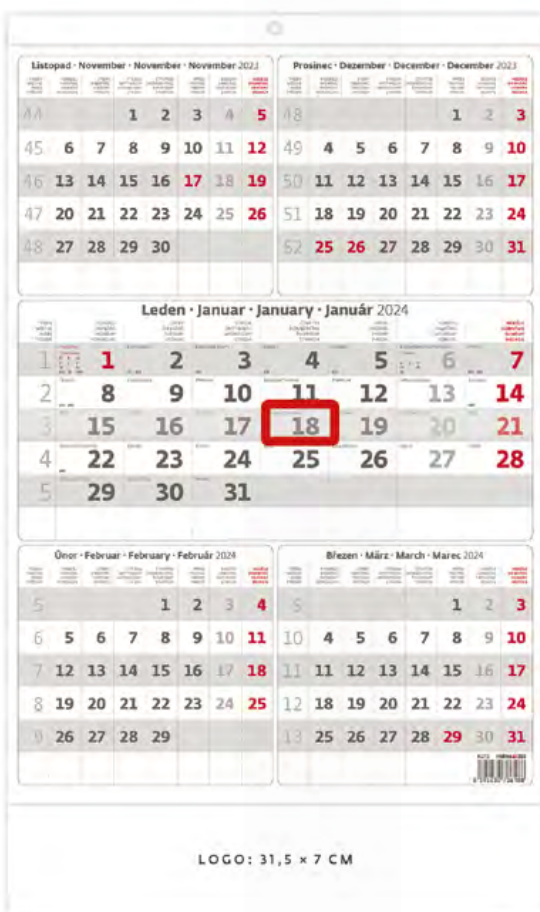 Listopad · November · November · November 2023
44 1 2 3 4 5
45 6 7 8 9 10 11 12
46 13 14 15 16 17 18 19
47 20 21 22 23 24 25 26
48 27 28 29 30
Prosinec · Dezember · December · December 2023
48 1 2 3
49 4 5 6 7 8 9 10
50 11 12 13 14 15 16 17
51 18 19 20 21 22 23 24
52 25 26 27 28 29 30 31
Leden · Januar · January · Január 2024
1 1 2 3 4 5 6 7
2 8 9 10 11 12 13 14
3 15 16 17 18 19 20 21
4 22 23 24 25 26 27 28
5 29 30 31
Únor · Februar · February · Február 2024
5 1 2 3 4
6 5 6 7 8 9 10 11
7 12 13 14 15 16 17 18
8 19 20 21 22 23 24 25
9 26 27 28 29
Březen · März · March · Marec 2024
1 2 3
10 4 5 6 7 8 9 10
11 11 12 13 14 15 16 17
12 18 19 20 21 22 23 24
13 25 26 27 28 29 30 31
LOGO: 31,5 × 7 CM